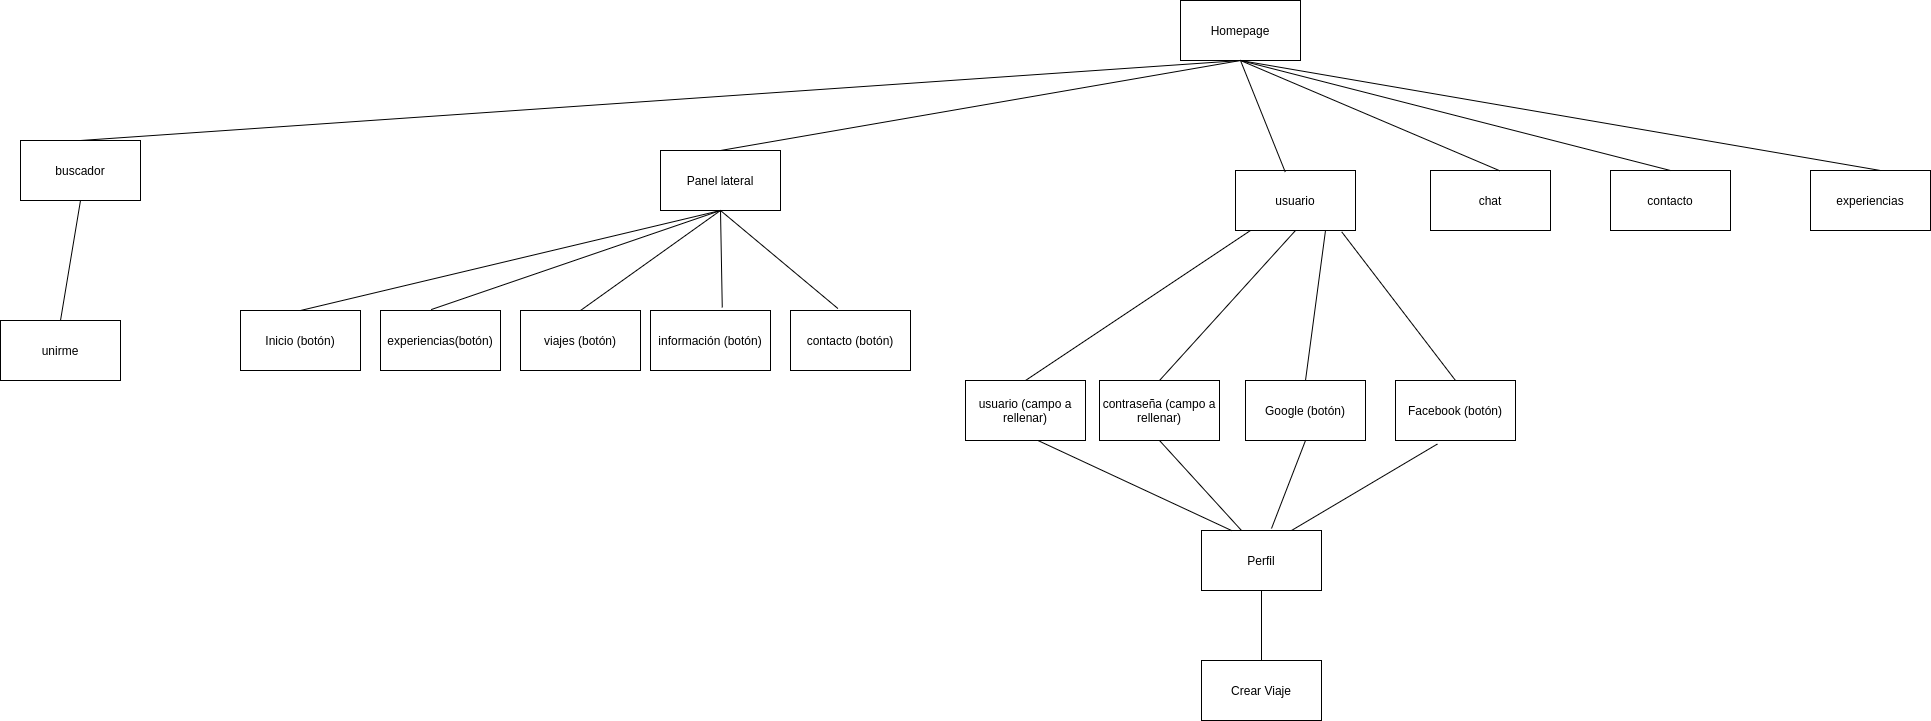 Homepage
buscador
Panel lateral
usuario
chat
contacto
experiencias
unirme
Inicio (botón)
experiencias(botón)
viajes (botón)
información (botón)
contacto (botón)
usuario (campo a
rellenar)
contraseña (campo a
rellenar)
Google (botón)
Facebook (botón)
Perfil
Crear Viaje